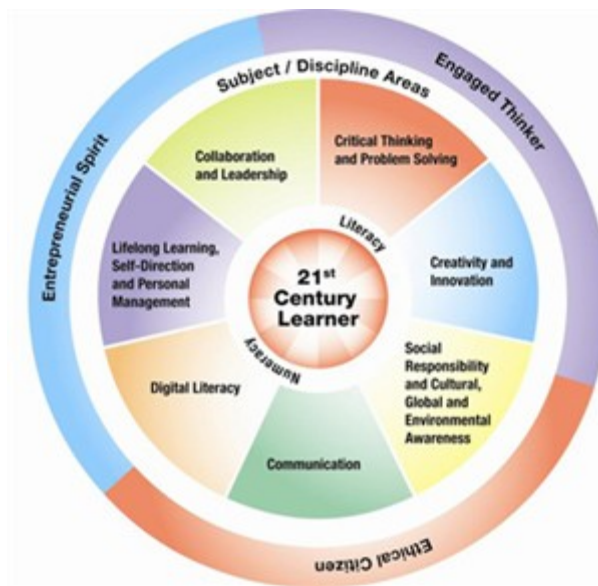 Subject / Discipline Areas
Engaged Thinker
Entrepreneurial Spirit
Ethical Citizen
Collaboration
and Leadership
Critical Thinking
and Problem Solving
Lifelong Learning,
Self-Direction
and Personal
Management
Creativity and
Innovation
Literacy
21st
Century
Learner
Numeracy
Digital Literacy
Social
Responsibility
and Cultural,
Global and
Environmental
Awareness
Communication